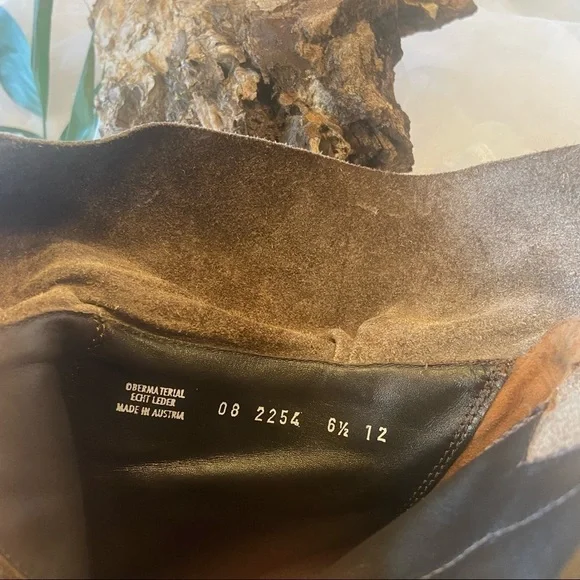 OBERMATERIAL
ECHT LEDER
MADE IN AUSTRIA
08 2254 6½ 12